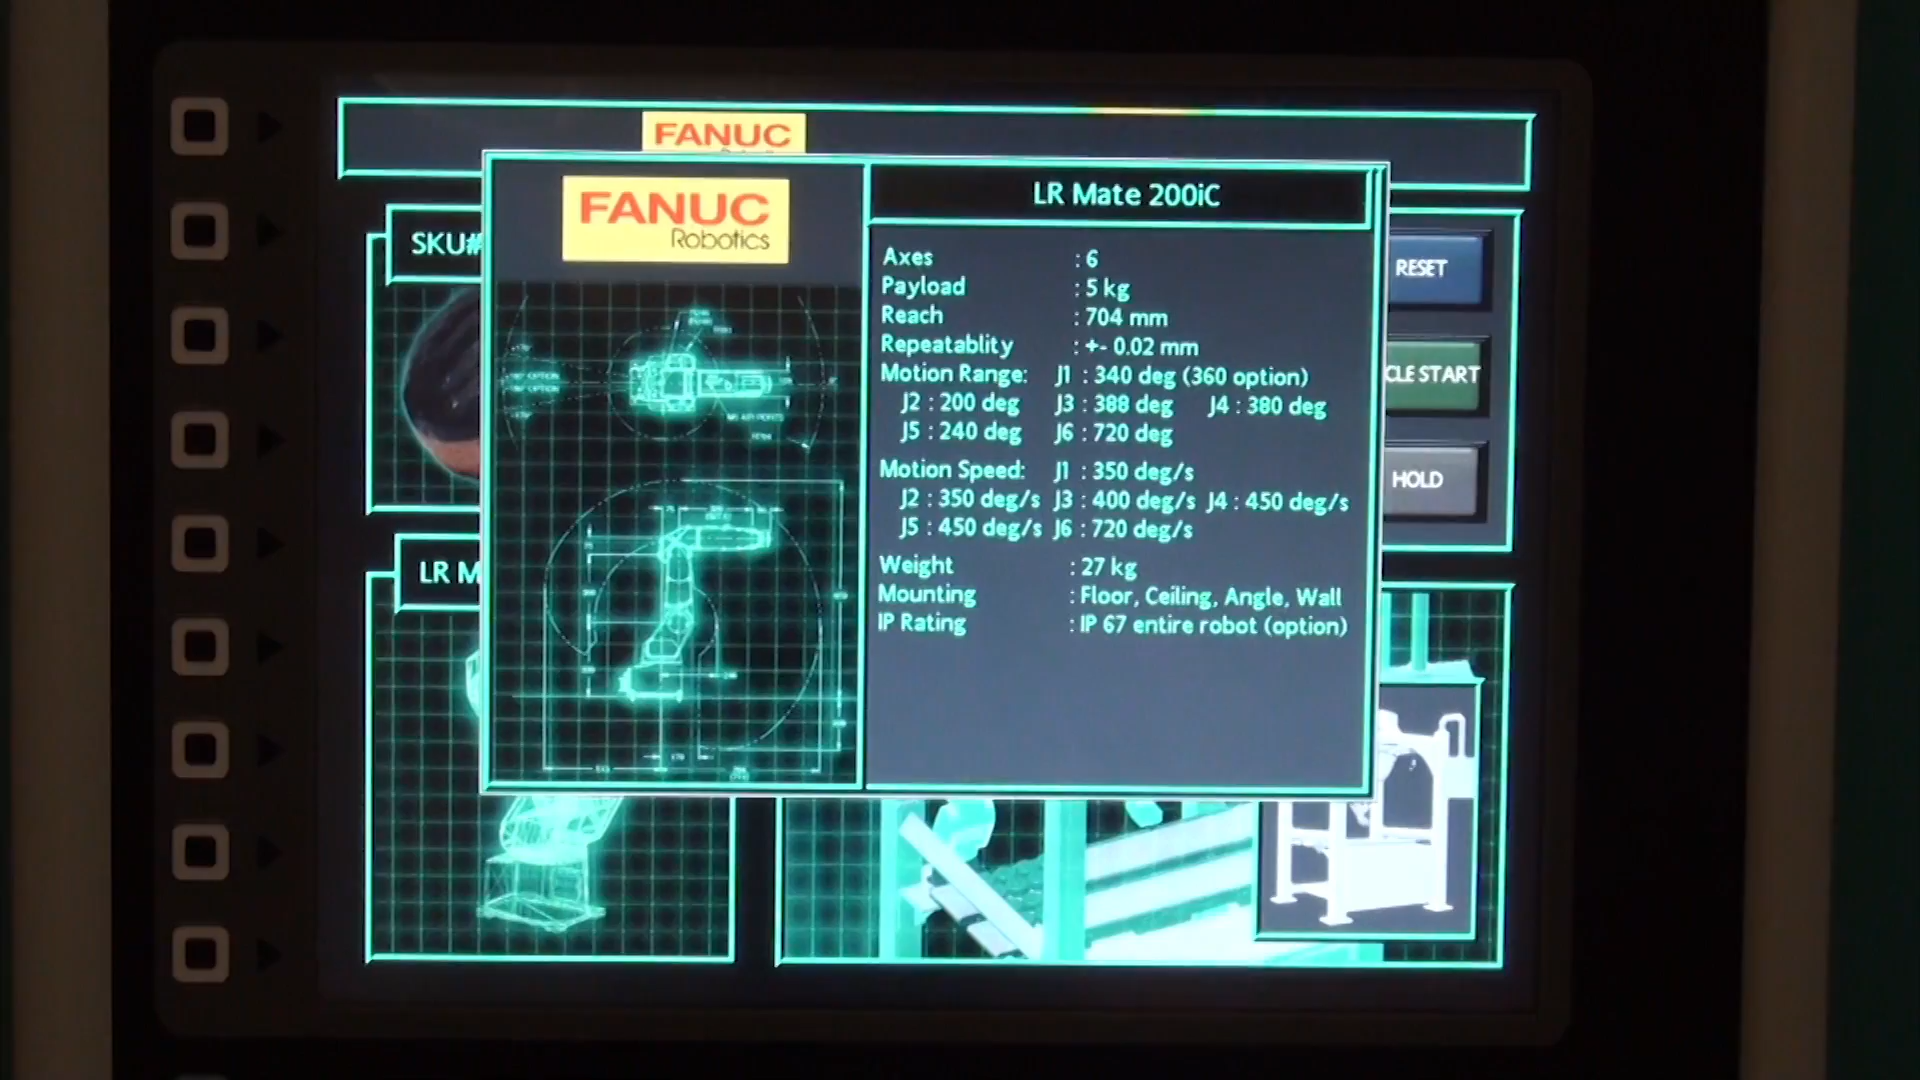 FANUC
FANUC
Robotics
LR Mate 200iC
SKU#
RESET
Axes : 6
Payload : 5 kg
Reach : 704 mm
Repeatablity : +- 0.02 mm
Motion Range: J1 : 340 deg (360 option)
J2 : 200 deg J3 : 388 deg J4 : 380 deg
J5 : 240 deg J6 : 720 deg
CLE START
Motion Speed: J1 : 350 deg/s
J2 : 350 deg/s J3 : 400 deg/s J4 : 450 deg/s
J5 : 450 deg/s J6 : 720 deg/s
HOLD
Weight : 27 kg
Mounting : Floor, Ceiling, Angle, Wall
IP Rating : IP 67 entire robot (option)
LR M